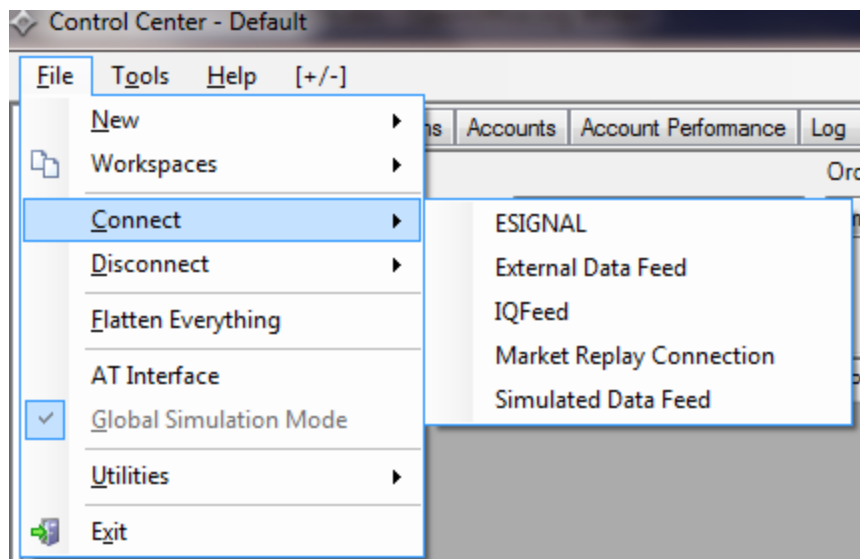 Control Center - Default
File Tools Help [+/-]
Accounts Account Performance Log
New
Workspaces
Connect
Disconnect
Flatten Everything
AT Interface
Global Simulation Mode
Utilities
Exit
ESIGNAL
External Data Feed
IQFeed
Market Replay Connection
Simulated Data Feed